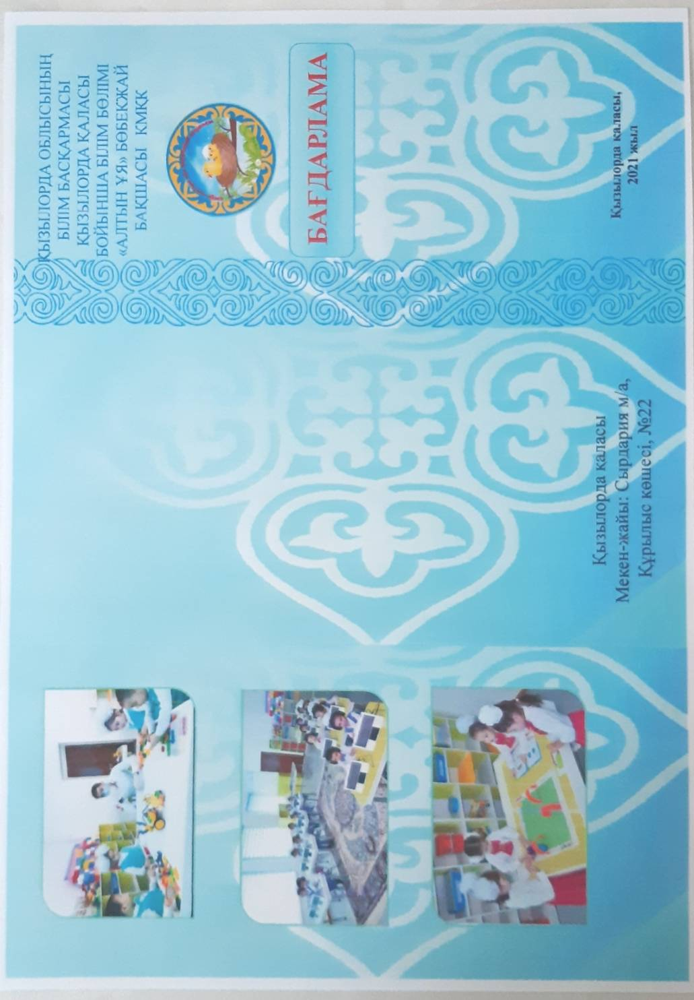 ҚЫЗЫЛОРДА ОБЛЫСЫНЫҢ
БІЛІМ БАСҚАРМАСЫ
ҚЫЗЫЛОРДА ҚАЛАСЫ
БОЙЫНША БІЛІМ БӨЛІМІ
«АЛТЫН ҰЯ» БӨБЕКЖАЙ
БАҚШАСЫ КМҚК
БАҒДАРЛАМА
Қызылорда қаласы,
2021 жыл
Қызылорда қаласы
Мекен-жайы: Сырдария м/а,
Құрылыс көшесі, №22